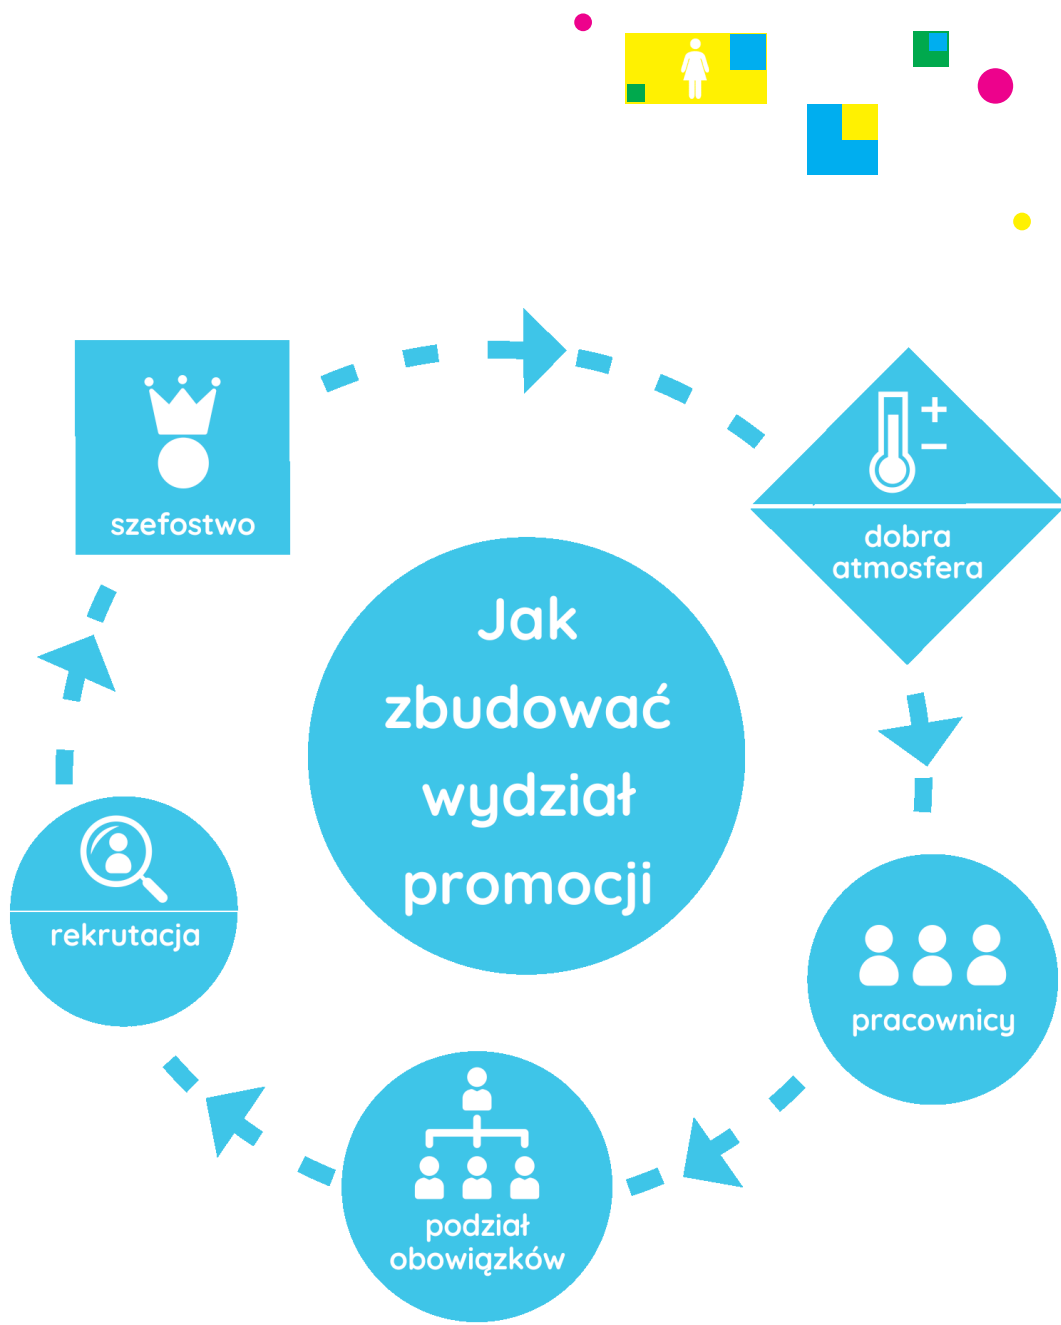 szefostwo
dobra
atmosfera
Jak
zbudować
wydział
promocji
rekrutacja
pracownicy
podział
obowiązków